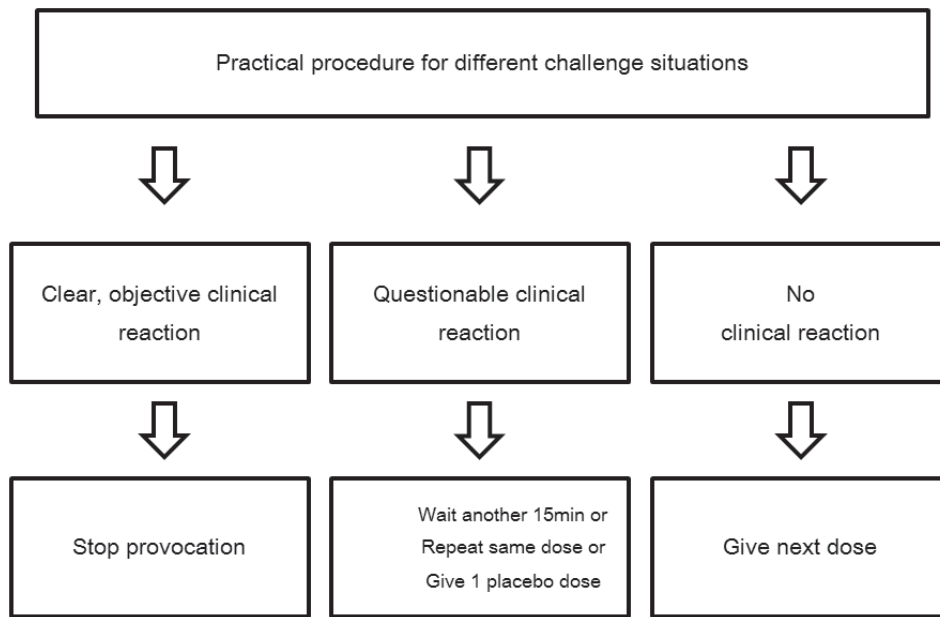 Practical procedure for different challenge situations
Clear, objective clinical
reaction
Questionable clinical
reaction
No
clinical reaction
Stop provocation
Wait another 15min or
Repeat same dose or
Give 1 placebo dose
Give next dose